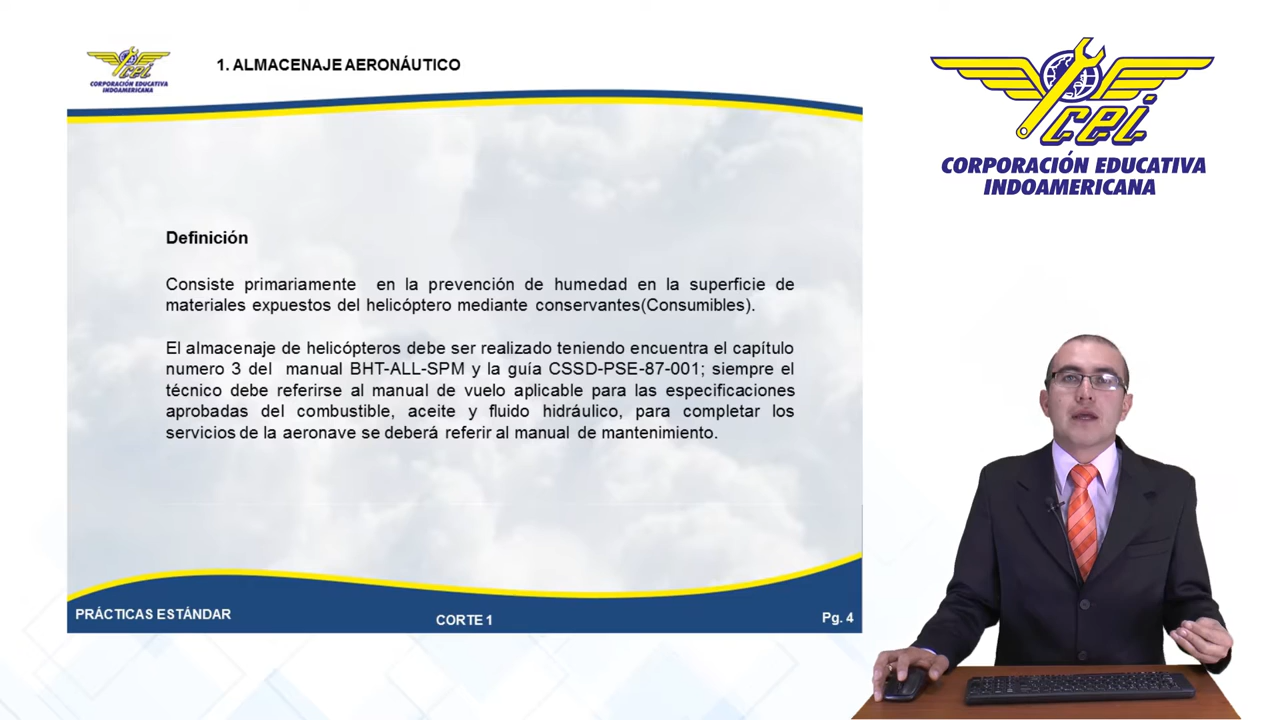 cei
CORPORACIÓN EDUCATIVA
INDOAMERICANA
1. ALMACENAJE AERONÁUTICO
cei
CORPORACIÓN EDUCATIVA
INDOAMERICANA
Definición
Consiste primariamente en la prevención de humedad en la superficie de
materiales expuestos del helicóptero mediante conservantes(Consumibles).
El almacenaje de helicópteros debe ser realizado teniendo encuentra el capítulo
numero 3 del manual BHT-ALL-SPM y la guía CSSD-PSE-87-001; siempre el
técnico debe referirse al manual de vuelo aplicable para las especificaciones
aprobadas del combustible, aceite y fluido hidráulico, para completar los
servicios de la aeronave se deberá referir al manual de mantenimiento.
PRÁCTICAS ESTÁNDAR
CORTE 1
Pg. 4